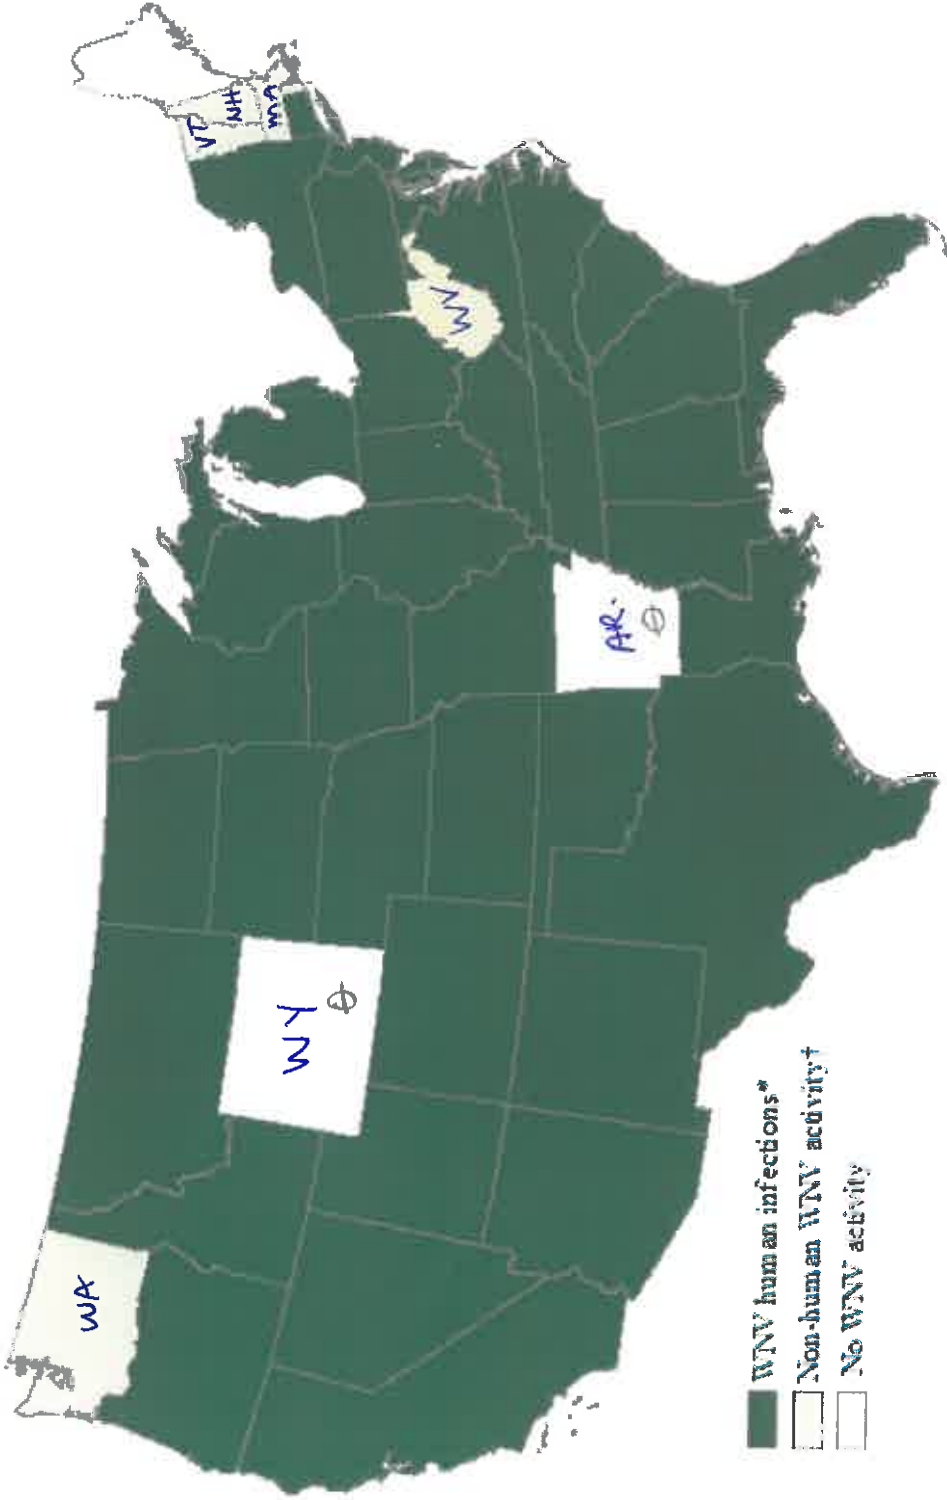 WA
WY
Ø
AR.
Ø
WV
VT
NH
MA
WNV human infections*
Non-human WNV activity†
No WNV activity